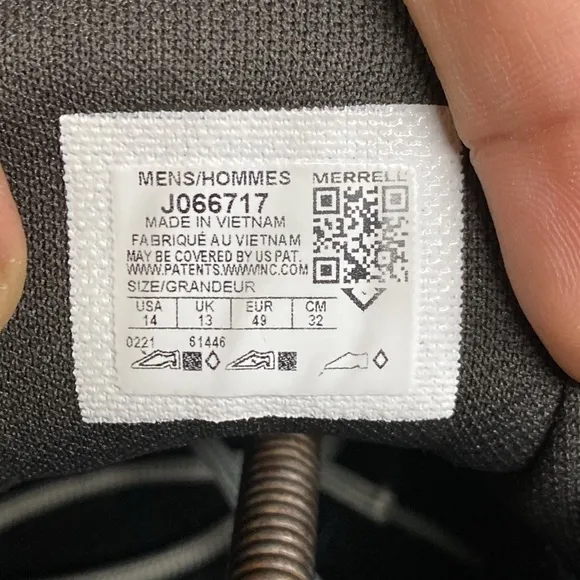 MENS/HOMMES
MERRELL
J066717
MADE IN VIETNAM
FABRIQUÉ AU VIETNAM
MAY BE COVERED BY US PAT.
WWW.PATENTS.WWWINC.COM
SIZE/GRANDEUR
USA UK EUR CM
14 13 49 32
0221 61446